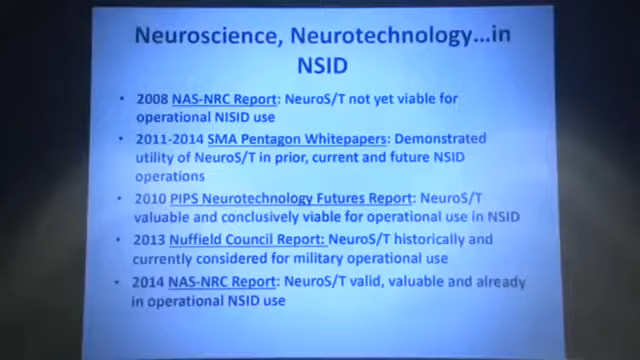 Neuroscience, Neurotechnology...in
NSID
• 2008 NAS-NRC Report: NeuroS/T not yet viable for
operational NISID use
• 2011-2014 SMA Pentagon Whitepapers: Demonstrated
utility of NeuroS/T in prior, current and future NSID
operations
• 2010 PIPS Neurotechnology Futures Report: NeuroS/T
valuable and conclusively viable for operational use in NSID
• 2013 Nuffield Council Report: NeuroS/T historically and
currently considered for military operational use
• 2014 NAS-NRC Report: NeuroS/T valid, valuable and already
in operational NSID use